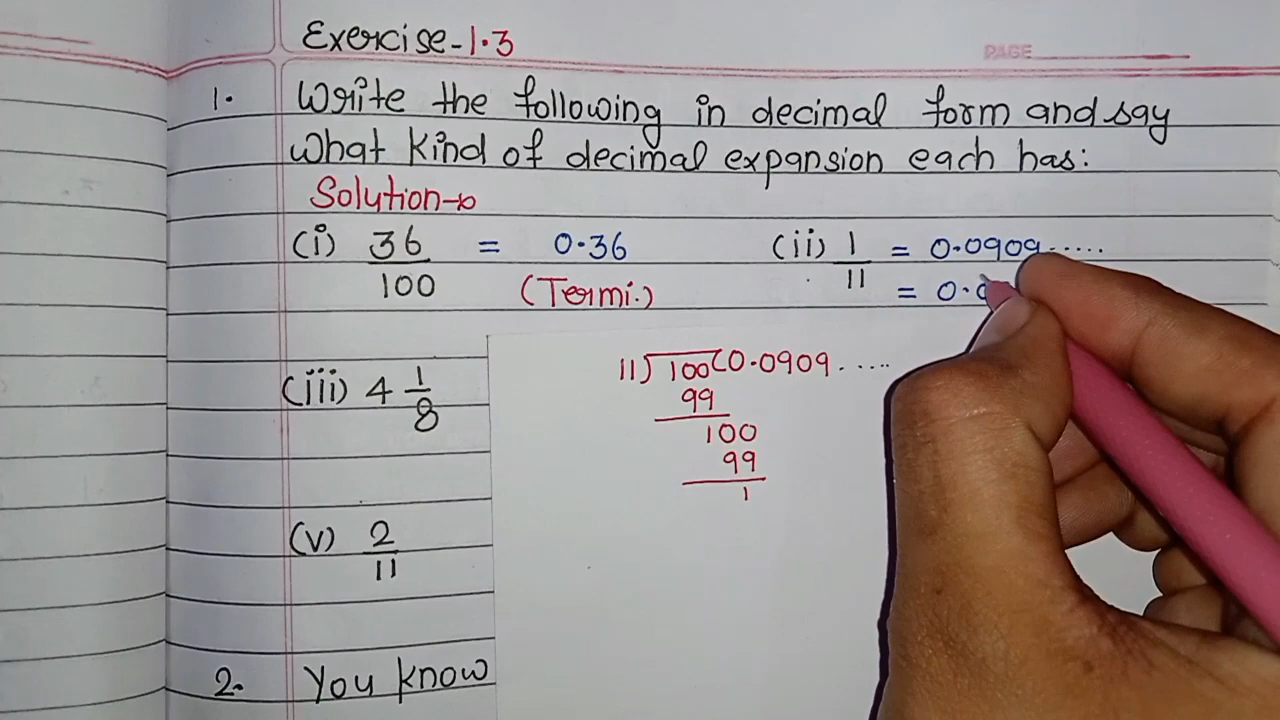 Exercise-1.3
PAGE
1. Write the following in decimal form and say
what kind of decimal expansion each has:
Solution→
(i) 36/100 = 0.36 (ii) 1/11 = 0.0909.....
(Termi.) = 0.0
(iii) 4 1/8
11) 100 (0.0909.....
99
100
99
1
(v) 2/11
2. You know